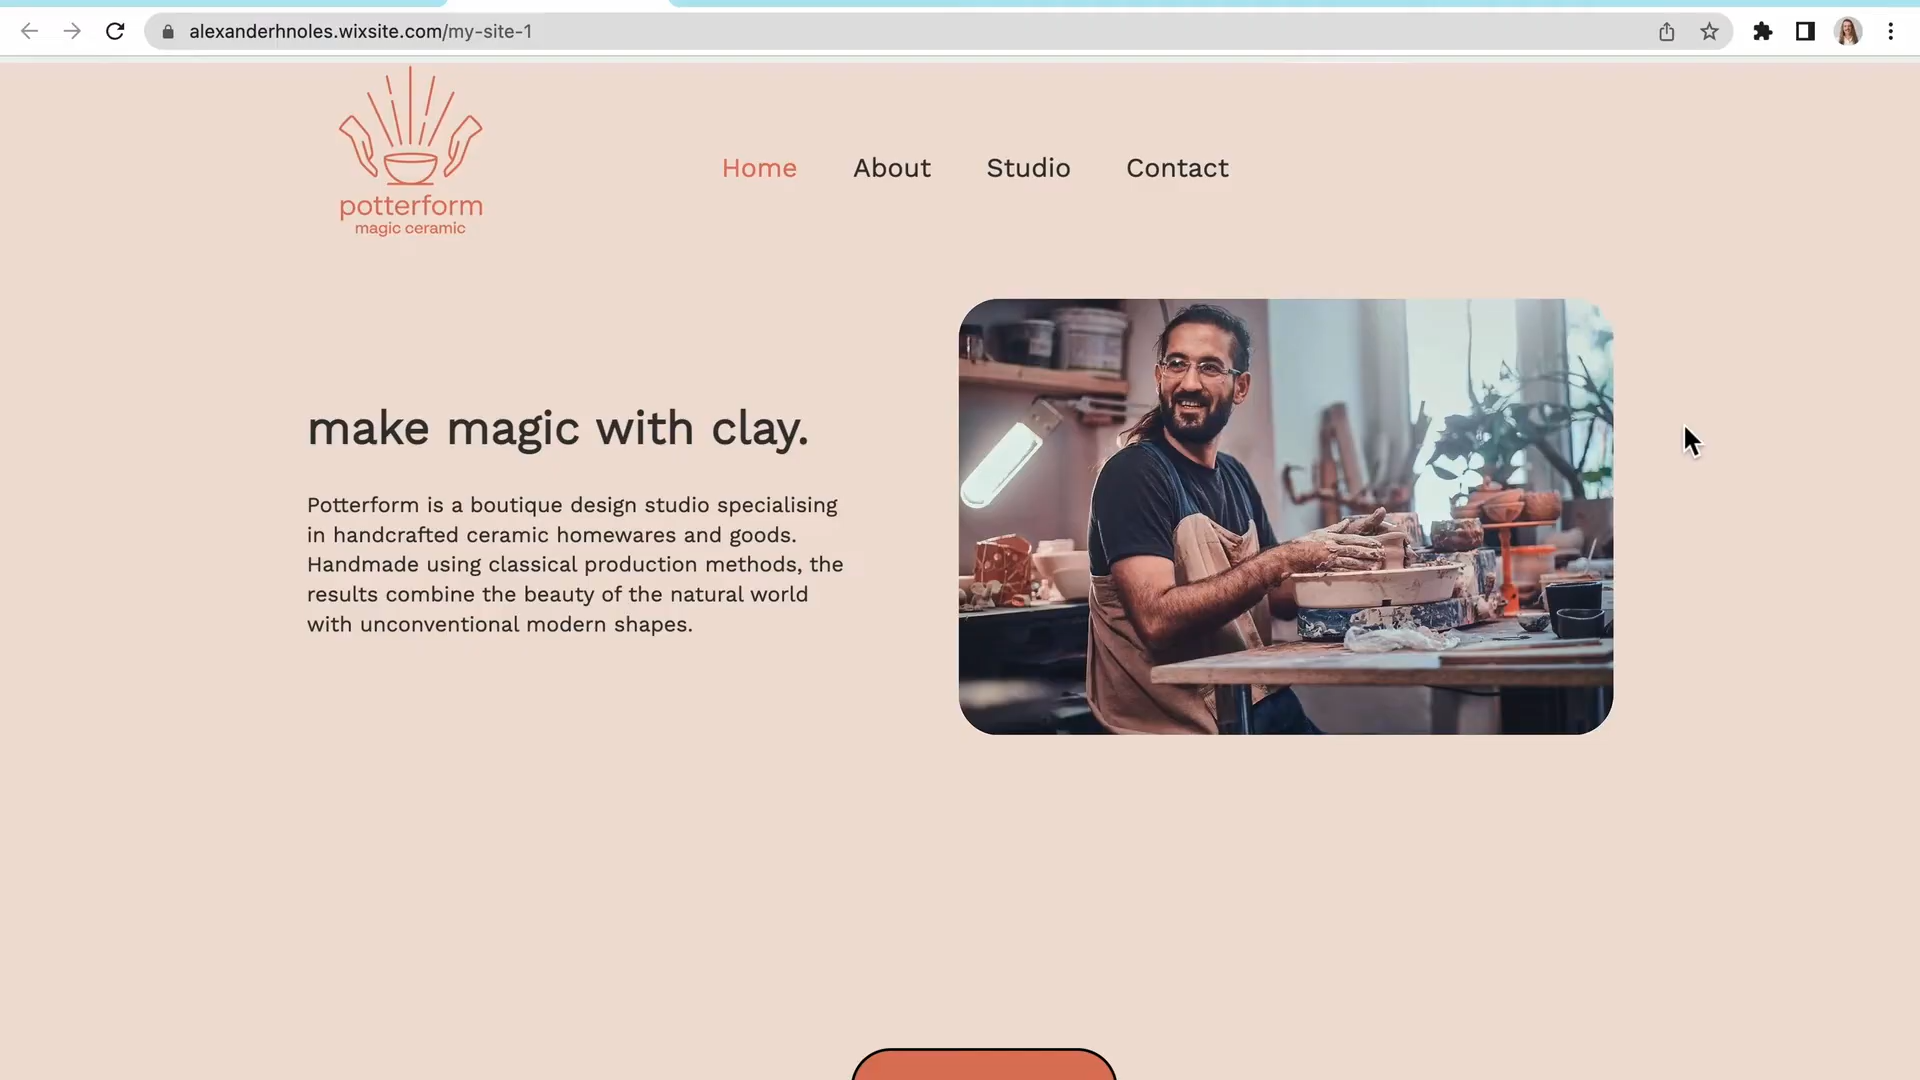 alexanderhnoles.wixsite.com/my-site-1
potterform
magic ceramic
Home About Studio Contact
make magic with clay.
Potterform is a boutique design studio specialising
in handcrafted ceramic homewares and goods.
Handmade using classical production methods, the
results combine the beauty of the natural world
with unconventional modern shapes.